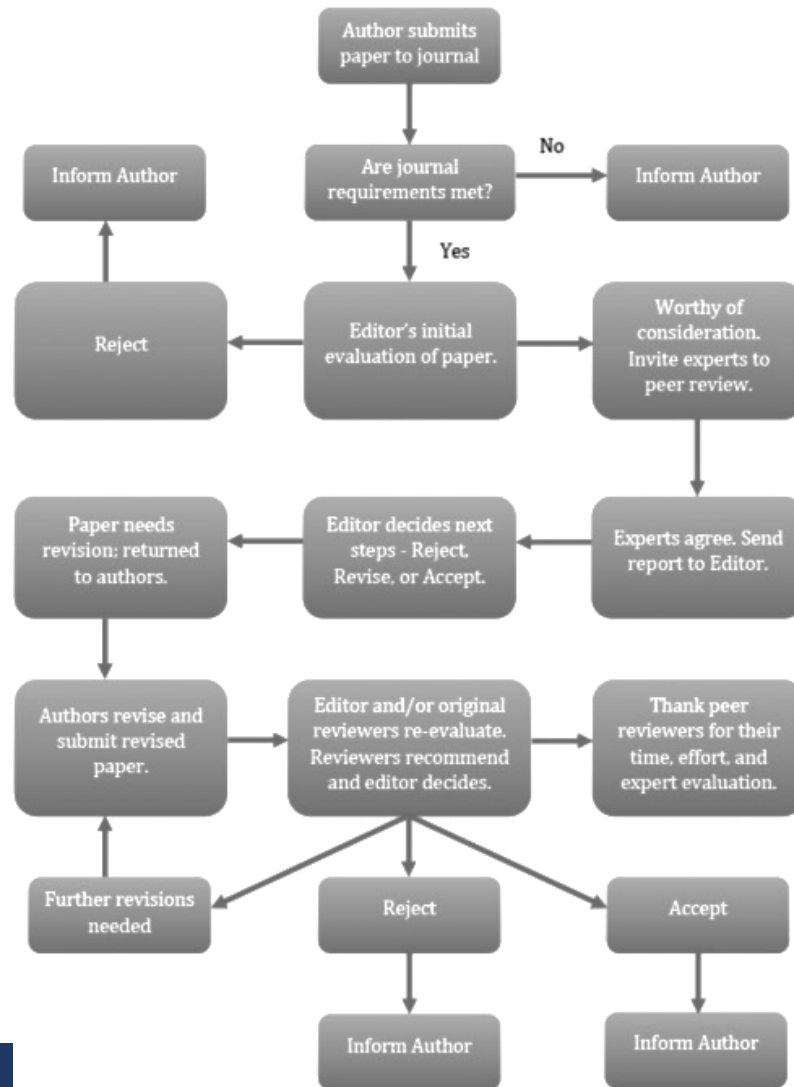 Author submits
paper to journal
Inform Author
Are journal
requirements met?
No
Inform Author
Yes
Reject
Editor's initial
evaluation of paper.
Worthy of
consideration.
Invite experts to
peer review.
Paper needs
revision; returned
to authors.
Editor decides next
steps - Reject,
Revise, or Accept.
Experts agree. Send
report to Editor.
Authors revise and
submit revised
paper.
Editor and/or original
reviewers re-evaluate.
Reviewers recommend
and editor decides.
Thank peer
reviewers for their
time, effort, and
expert evaluation.
Further revisions
needed
Reject
Accept
Inform Author
Inform Author